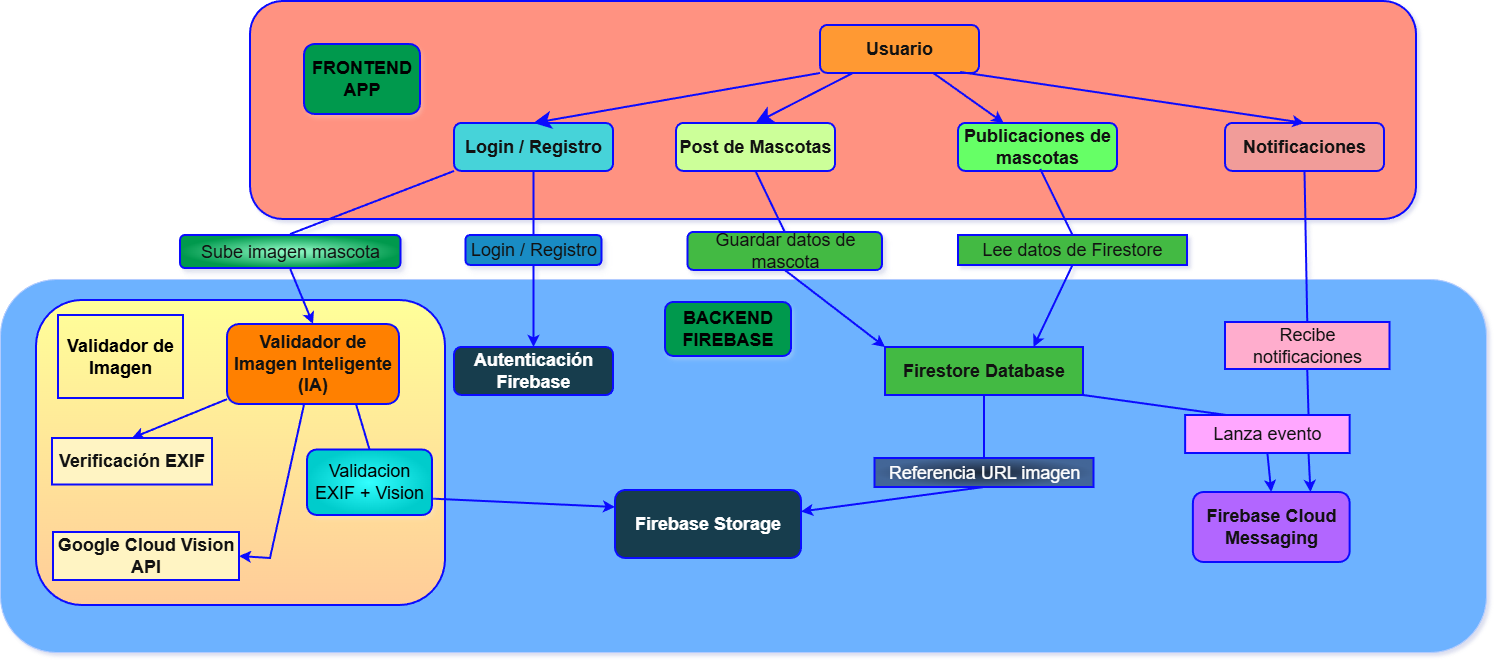 Usuario
FRONTEND
APP
Login / Registro
Post de Mascotas
Publicaciones de
mascotas
Notificaciones
Sube imagen mascota
Login / Registro
Guardar datos de
mascota
Lee datos de Firestore
BACKEND
FIREBASE
Validador de
Imagen
Validador de
Imagen Inteligente
(IA)
Autenticación
Firebase
Firestore Database
Recibe
notificaciones
Verificación EXIF
Validacion
EXIF + Vision
Lanza evento
Referencia URL imagen
Google Cloud Vision
API
Firebase Storage
Firebase Cloud
Messaging